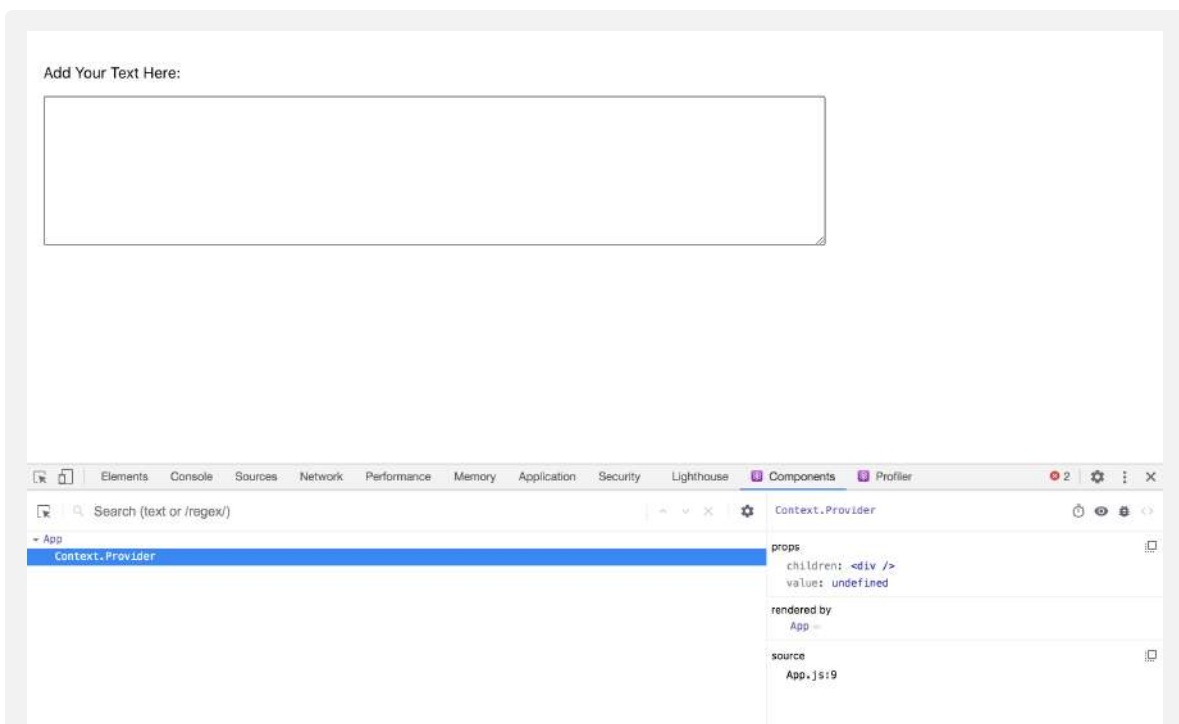 Add Your Text Here:
Elements Console Sources Network Performance Memory Application Security Lighthouse Components Profiler 2
Search (text or /regex/)
Context.Provider
App
Context.Provider
props
children: <div />
value: undefined
rendered by
App
source
App.js:9